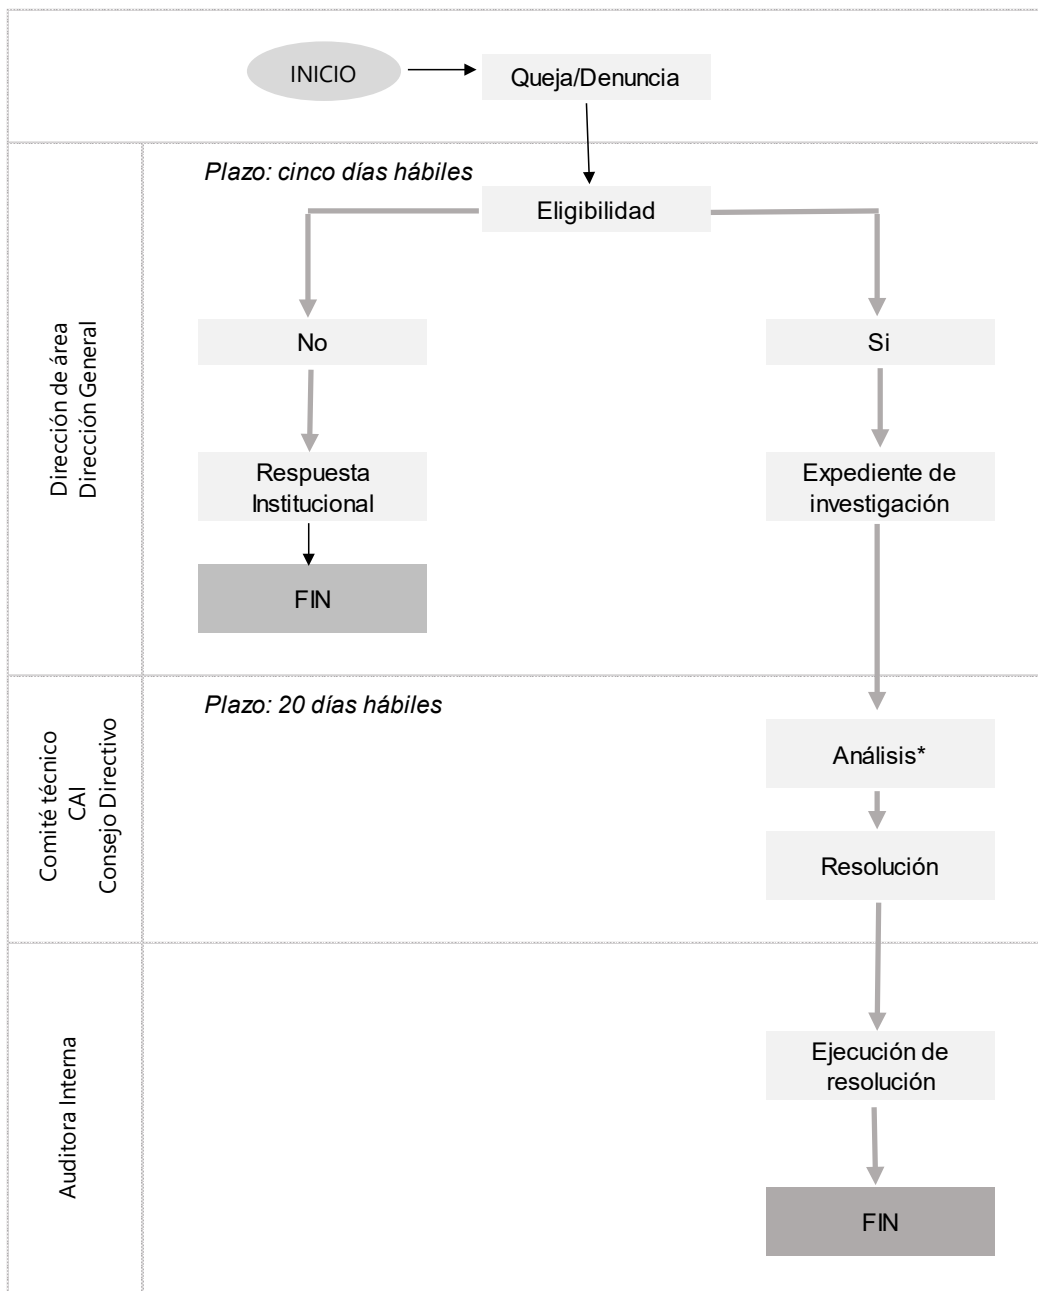 INICIO
Queja/Denuncia
Plazo: cinco días hábiles
Eligibilidad
Dirección de área
Dirección General
No
Si
Respuesta
Institucional
Expediente de
investigación
FIN
Plazo: 20 días hábiles
Comité técnico
CAI
Consejo Directivo
Análisis*
Resolución
Auditora Interna
Ejecución de
resolución
FIN